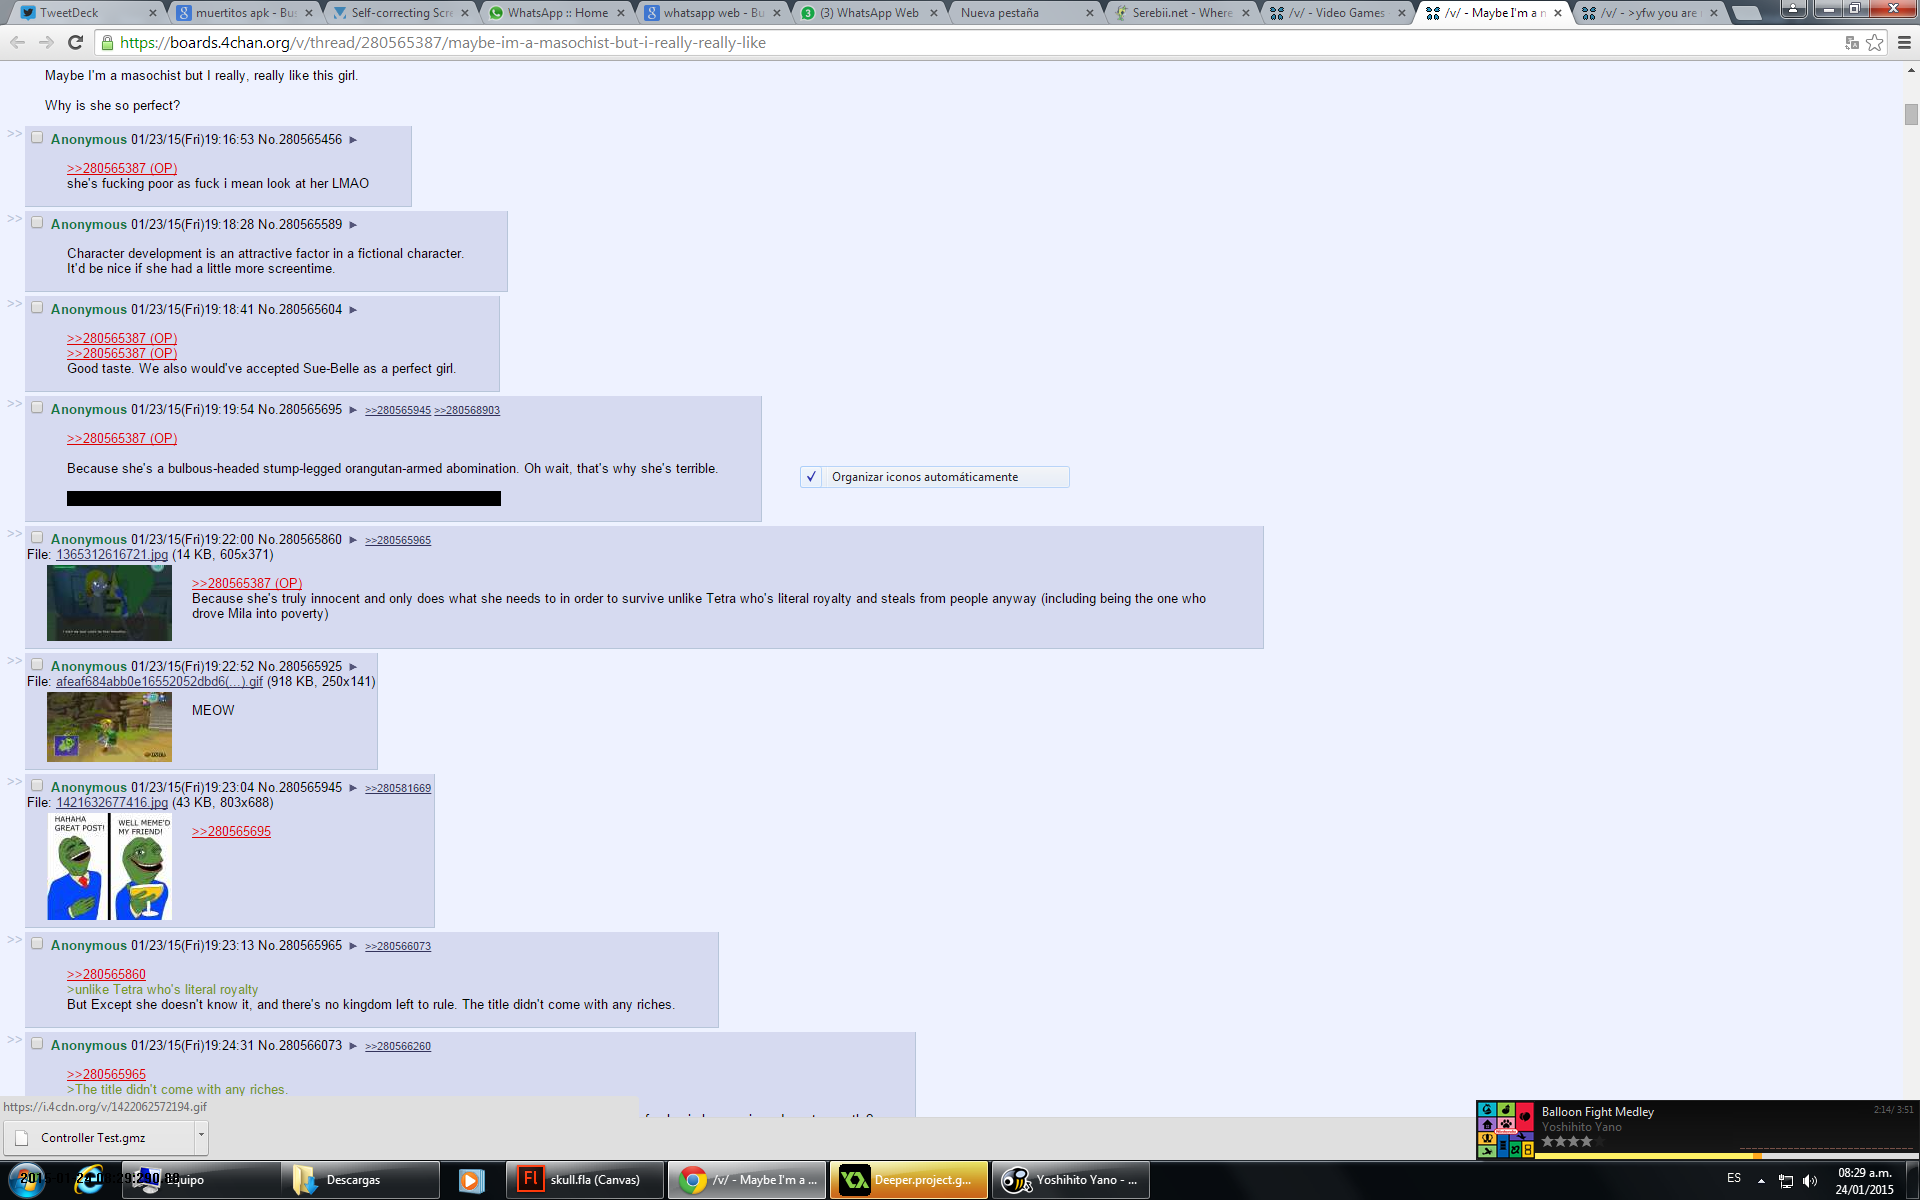 TweetDeck
muertitos apk - Bus
Self-correcting Scre
WhatsApp :: Home
whatsapp web - Bu
(3) WhatsApp Web
Nueva pestaña
Serebii.net - Where
/v/ - Video Games
/v/ - Maybe I'm a n
/v/ - >yfw you are
https://boards.4chan.org/v/thread/280565387/maybe-im-a-masochist-but-i-really-really-like
Maybe I'm a masochist but I really, really like this girl.
Why is she so perfect?
>> Anonymous 01/23/15(Fri)19:16:53 No.280565456 ►
>>280565387 (OP)
she's fucking poor as fuck i mean look at her LMAO
>> Anonymous 01/23/15(Fri)19:18:28 No.280565589 ►
Character development is an attractive factor in a fictional character.
It'd be nice if she had a little more screentime.
>> Anonymous 01/23/15(Fri)19:18:41 No.280565604 ►
>>280565387 (OP)
>>280565387 (OP)
Good taste. We also would've accepted Sue-Belle as a perfect girl.
>> Anonymous 01/23/15(Fri)19:19:54 No.280565695 ► >>280565945 >>280568903
>>280565387 (OP)
Because she's a bulbous-headed stump-legged orangutan-armed abomination. Oh wait, that's why she's terrible.
Organizar iconos automáticamente
>> Anonymous 01/23/15(Fri)19:22:00 No.280565860 ► >>280565965
File: 1365312616721.jpg (14 KB, 605x371)
>>280565387 (OP)
Because she's truly innocent and only does what she needs to in order to survive unlike Tetra who's literal royalty and steals from people anyway (including being the one who
drove Mila into poverty)
>> Anonymous 01/23/15(Fri)19:22:52 No.280565925 ►
File: afeaf684abb0e16552052dbd6(...).gif (918 KB, 250x141)
MEOW
>> Anonymous 01/23/15(Fri)19:23:04 No.280565945 ► >>280581669
File: 1421632677416.jpg (43 KB, 803x688)
HAHAHA
GREAT POST!
WELL MEME'D
MY FRIEND!
>>280565695
>> Anonymous 01/23/15(Fri)19:23:13 No.280565965 ► >>280566073
>>280565860
>unlike Tetra who's literal royalty
But Except she doesn't know it, and there's no kingdom left to rule. The title didn't come with any riches.
>> Anonymous 01/23/15(Fri)19:24:31 No.280566073 ► >>280566260
>>280565965
>The title didn't come with any riches.
https://i.4cdn.org/v/1422062572194.gif
Controller Test.gmz
Balloon Fight Medley
Yoshihito Yano
2:14/ 3:51
Equipo
Descargas
skull.fla (Canvas)
/v/ - Maybe I'm a ...
Deeper.project.g...
Yoshihito Yano - ...
ES
08:29 a.m.
24/01/2015